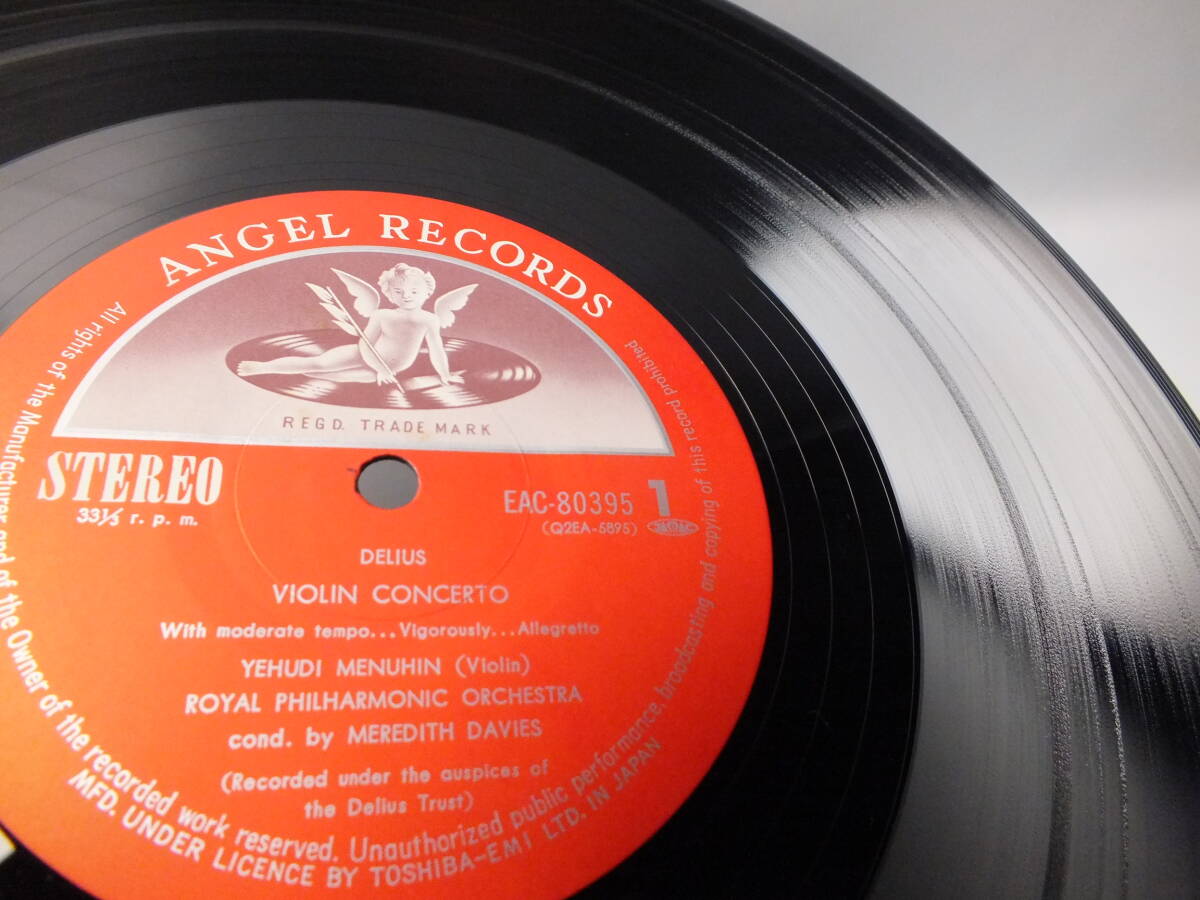 ANGEL RECORDS
REGD. TRADE MARK
STEREO
33⅓ r. p. m.
EAC-80395 1
(Q2EA-5895)
DELIUS
VIOLIN CONCERTO
With moderate tempo...Vigorously...Allegretto
YEHUDI MENUHIN (Violin)
ROYAL PHILHARMONIC ORCHESTRA
cond. by MEREDITH DAVIES
(Recorded under the auspices of
the Delius Trust)
All rights of the Manufacturer and of the Owner of the recorded work reserved. Unauthorized public performance, broadcasting and copying of this record prohibited
MFD. UNDER LICENCE BY TOSHIBA-EMI LTD. IN JAPAN